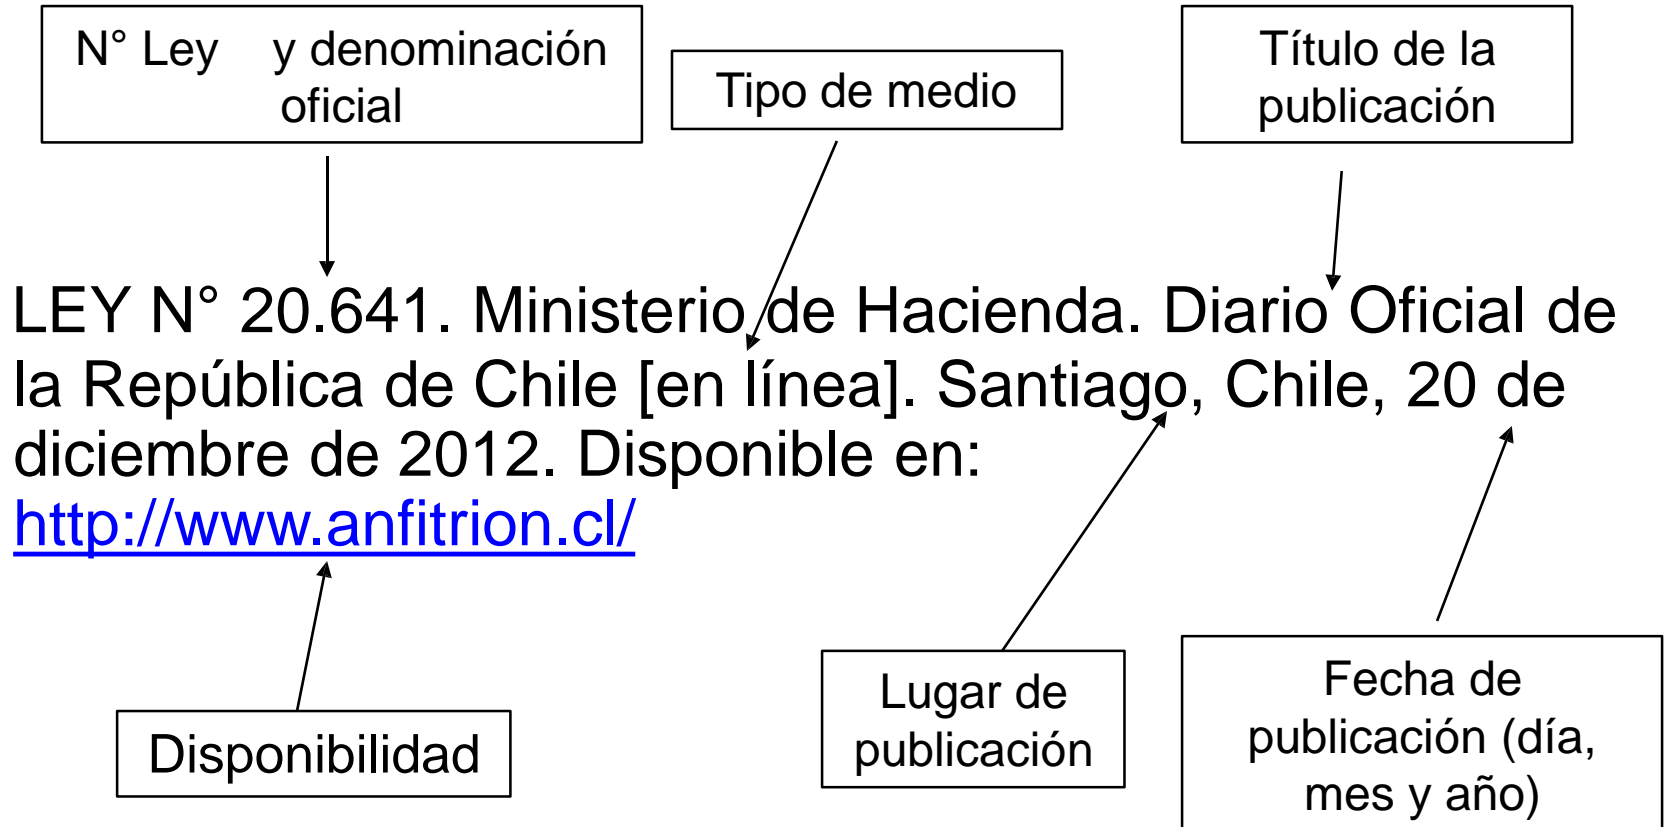 N° Ley y denominación
oficial
Tipo de medio
Título de la
publicación
LEY N° 20.641. Ministerio de Hacienda. Diario Oficial de
la República de Chile [en línea]. Santiago, Chile, 20 de
diciembre de 2012. Disponible en:
http://www.anfitrion.cl/
Disponibilidad
Lugar de
publicación
Fecha de
publicación (día,
mes y año)